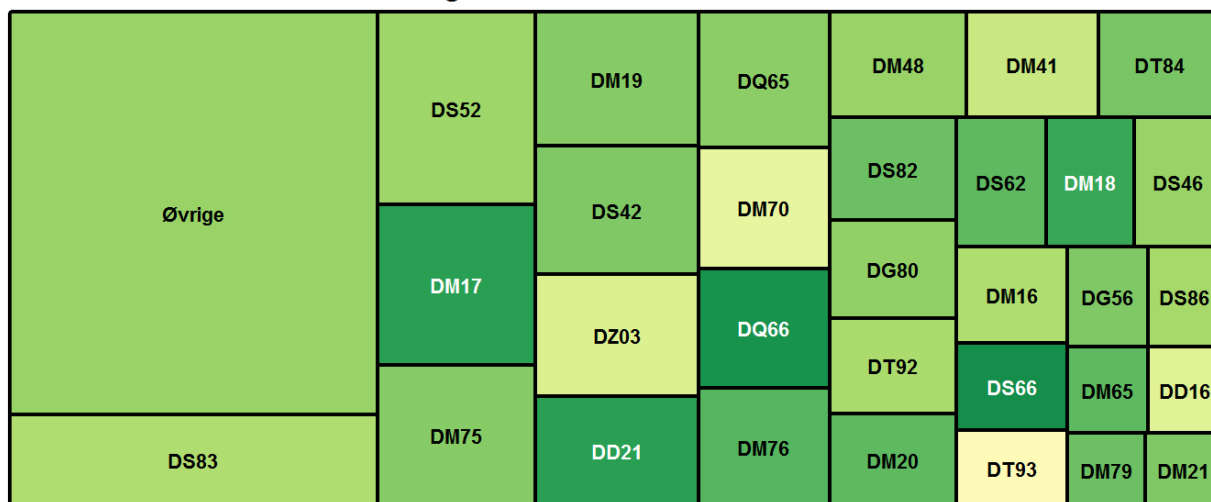 Øvrige
DS83
DS52
DM17
DM75
DM19
DS42
DZ03
DD21
DQ65
DM70
DQ66
DM76
DM48
DM41
DT84
DS82
DG80
DT92
DM20
DS62
DM18
DS46
DM16
DG56
DS86
DS66
DM65
DD16
DT93
DM79
DM21